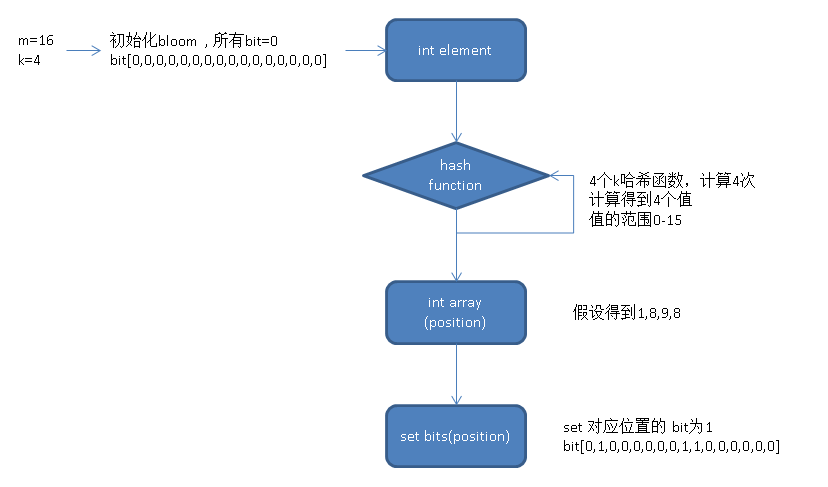 m=16
k=4
初始化bloom , 所有bit=0
bit[0,0,0,0,0,0,0,0,0,0,0,0,0,0,0,0]
int element
hash
function
4个k哈希函数，计算4次
计算得到4个值
值的范围0-15
int array
(position)
假设得到1,8,9,8
set bits(position)
set 对应位置的 bit为1
bit[0,1,0,0,0,0,0,0,1,1,0,0,0,0,0,0]